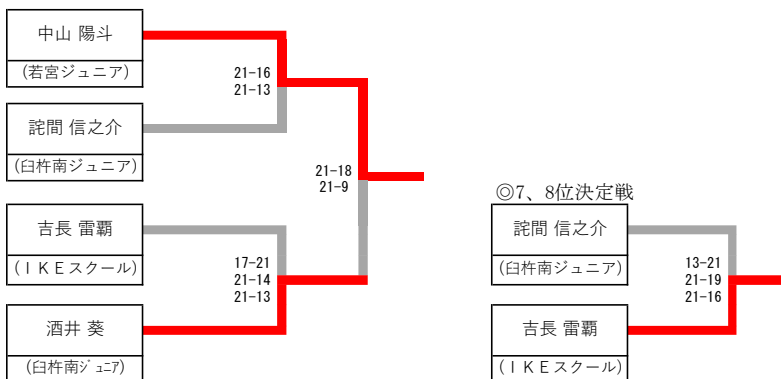 中山 陽斗
(若宮ジュニア)
21-16
21-13
詫間 信之介
(臼杵南ジュニア)
21-18
21-9
吉長 雷覇
(ＩＫＥスクール)
17-21
21-14
21-13
酒井 葵
(臼杵南ｼﾞｭﾆｱ)
◎7、8位決定戦
詫間 信之介
(臼杵南ジュニア)
13-21
21-19
21-16
吉長 雷覇
(ＩＫＥスクール)